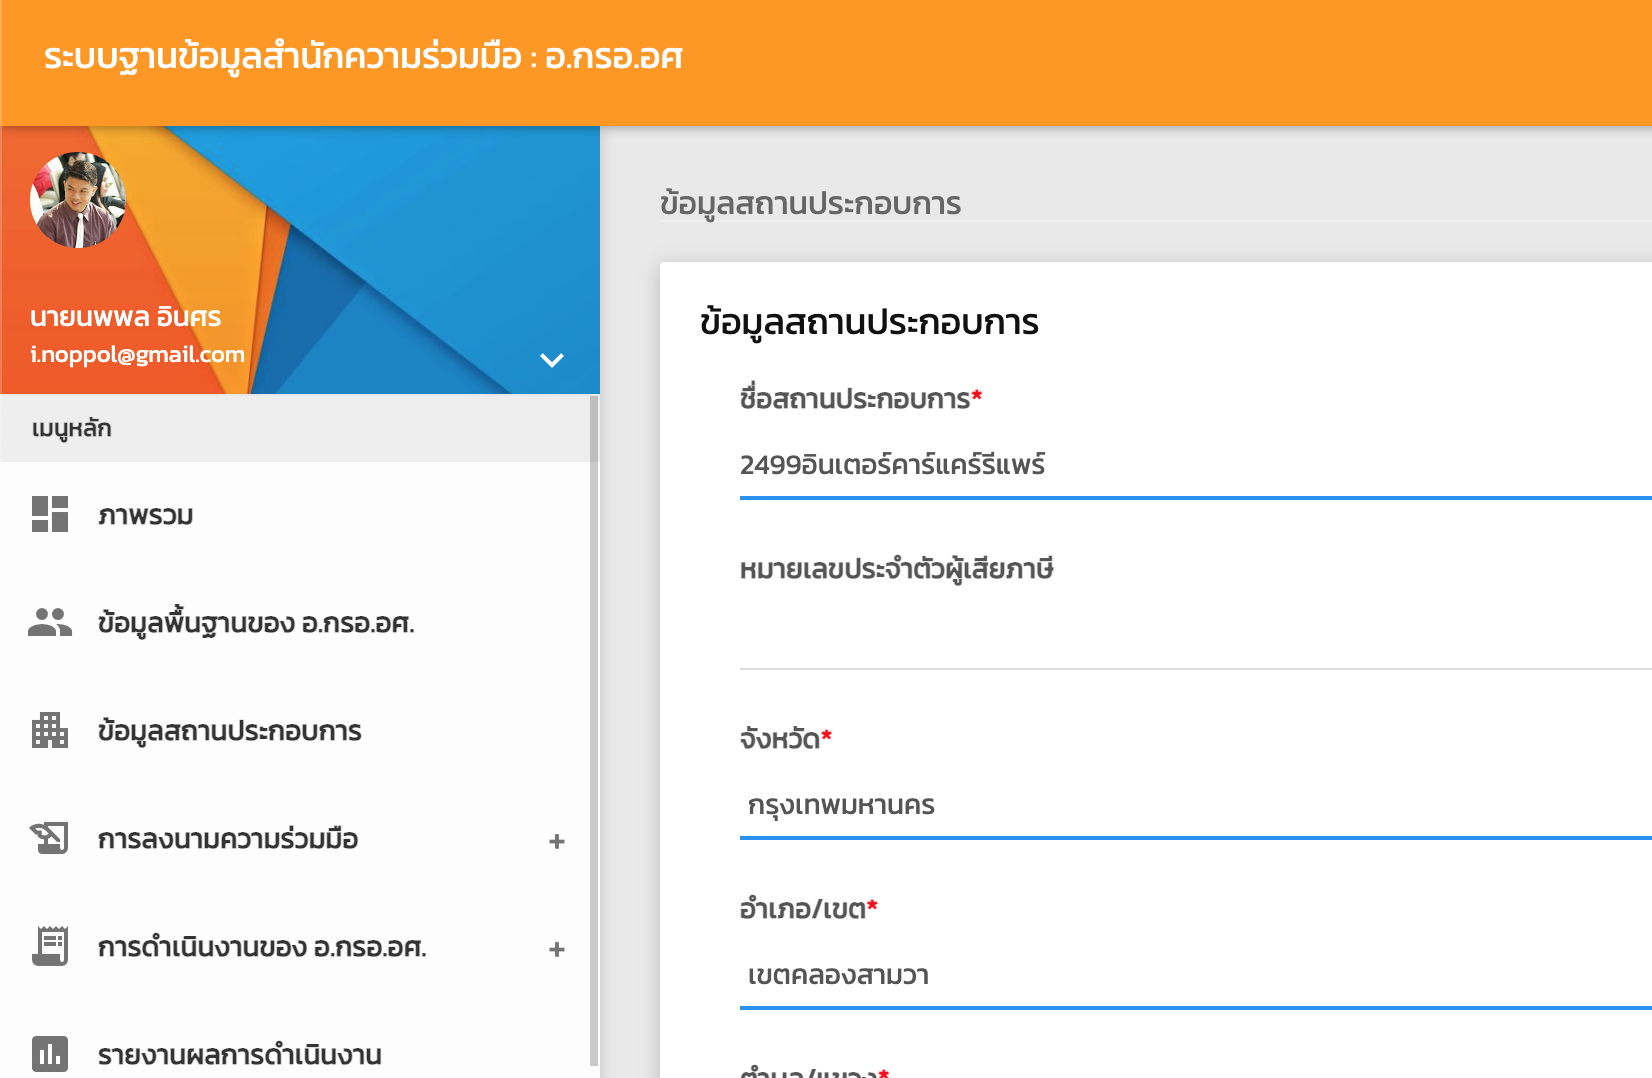 ระบบฐานข้อมูลสำนักความร่วมมือ : อ.กรอ.อศ
นายนพพล อินศร
i.noppol@gmail.com
เมนูหลัก
ภาพรวม
ข้อมูลพื้นฐานของ อ.กรอ.อศ.
ข้อมูลสถานประกอบการ
การลงนามความร่วมมือ +
การดำเนินงานของ อ.กรอ.อศ. +
รายงานผลการดำเนินงาน
ข้อมูลสถานประกอบการ
ข้อมูลสถานประกอบการ
ชื่อสถานประกอบการ*
2499อินเตอร์คาร์แคร์รีแพร์
หมายเลขประจำตัวผู้เสียภาษี
จังหวัด*
กรุงเทพมหานคร
อำเภอ/เขต*
เขตคลองสามวา
ตำบล/แขวง*